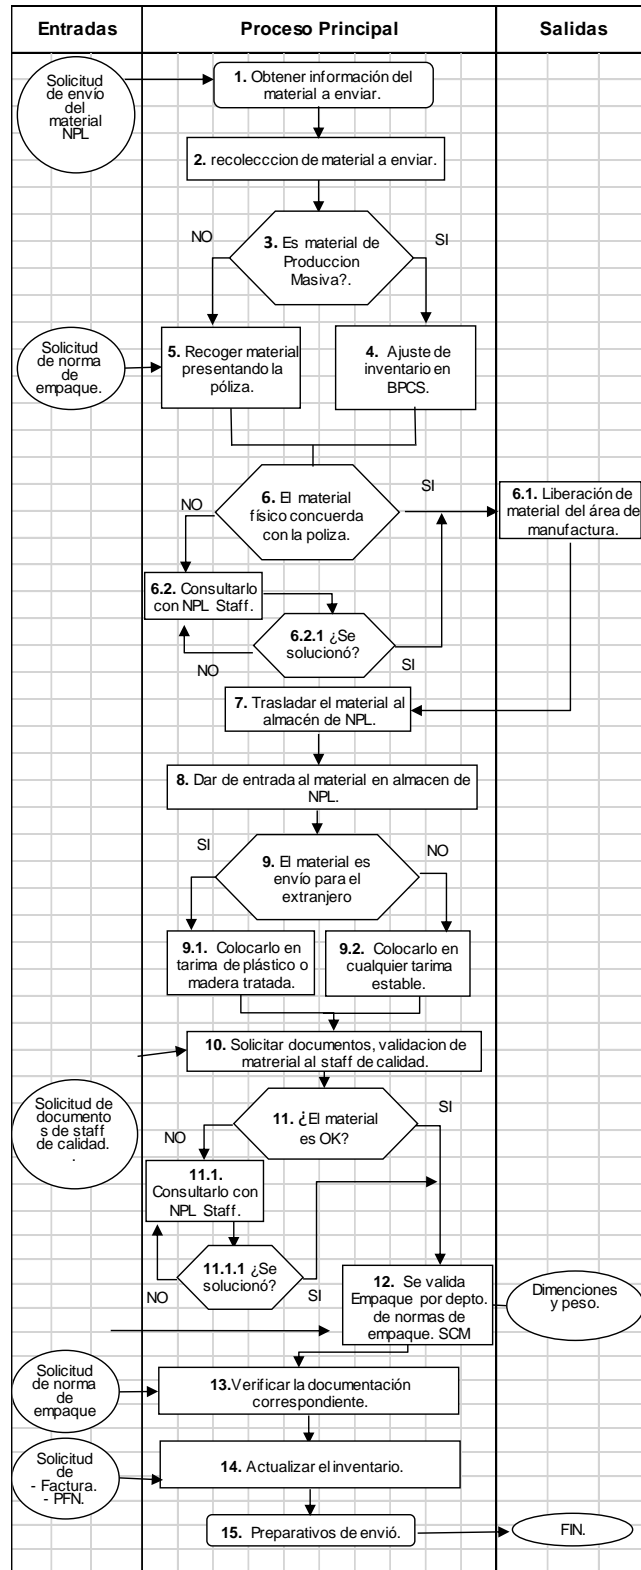 Entradas
Proceso Principal
Salidas
Solicitud
de envío
del
material
NPL
1. Obtener información del
material a enviar.
2. recolecccion de material a enviar.
NO
SI
3. Es material de
Produccion
Masiva?.
Solicitud
de norma
de
empaque.
5. Recoger material
presentando la
póliza.
4. Ajuste de
inventario en
BPCS.
NO
SI
6. El material
físico concuerda
con la poliza.
6.1. Liberación de
material del área de
manufactura.
6.2. Consultarlo
con NPL Staff.
6.2.1 ¿Se
solucionó?
NO
SI
7. Trasladar el material al
almacén de NPL.
8. Dar de entrada al material en almacen de
NPL.
SI
NO
9. El material es
envío para el
extranjero
9.1. Colocarlo en
tarima de plástico o
madera tratada.
9.2. Colocarlo en
cualquier tarima
estable.
10. Solicitar documentos, validacion de
matrerial al staff de calidad.
Solicitud de
documento
s de staff
de calidad.
.
SI
11. ¿El material
es OK?
NO
11.1.
Consultarlo con
NPL Staff.
11.1.1 ¿Se
solucionó?
NO
SI
12. Se valida
Empaque por depto.
de normas de
empaque. SCM
Dimenciones
y peso.
Solicitud
de norma
de
empaque
13.Verificar la documentación
correspondiente.
Solicitud
de
- Factura.
- PFN.
14. Actualizar el inventario.
15. Preparativos de envió.
FIN.